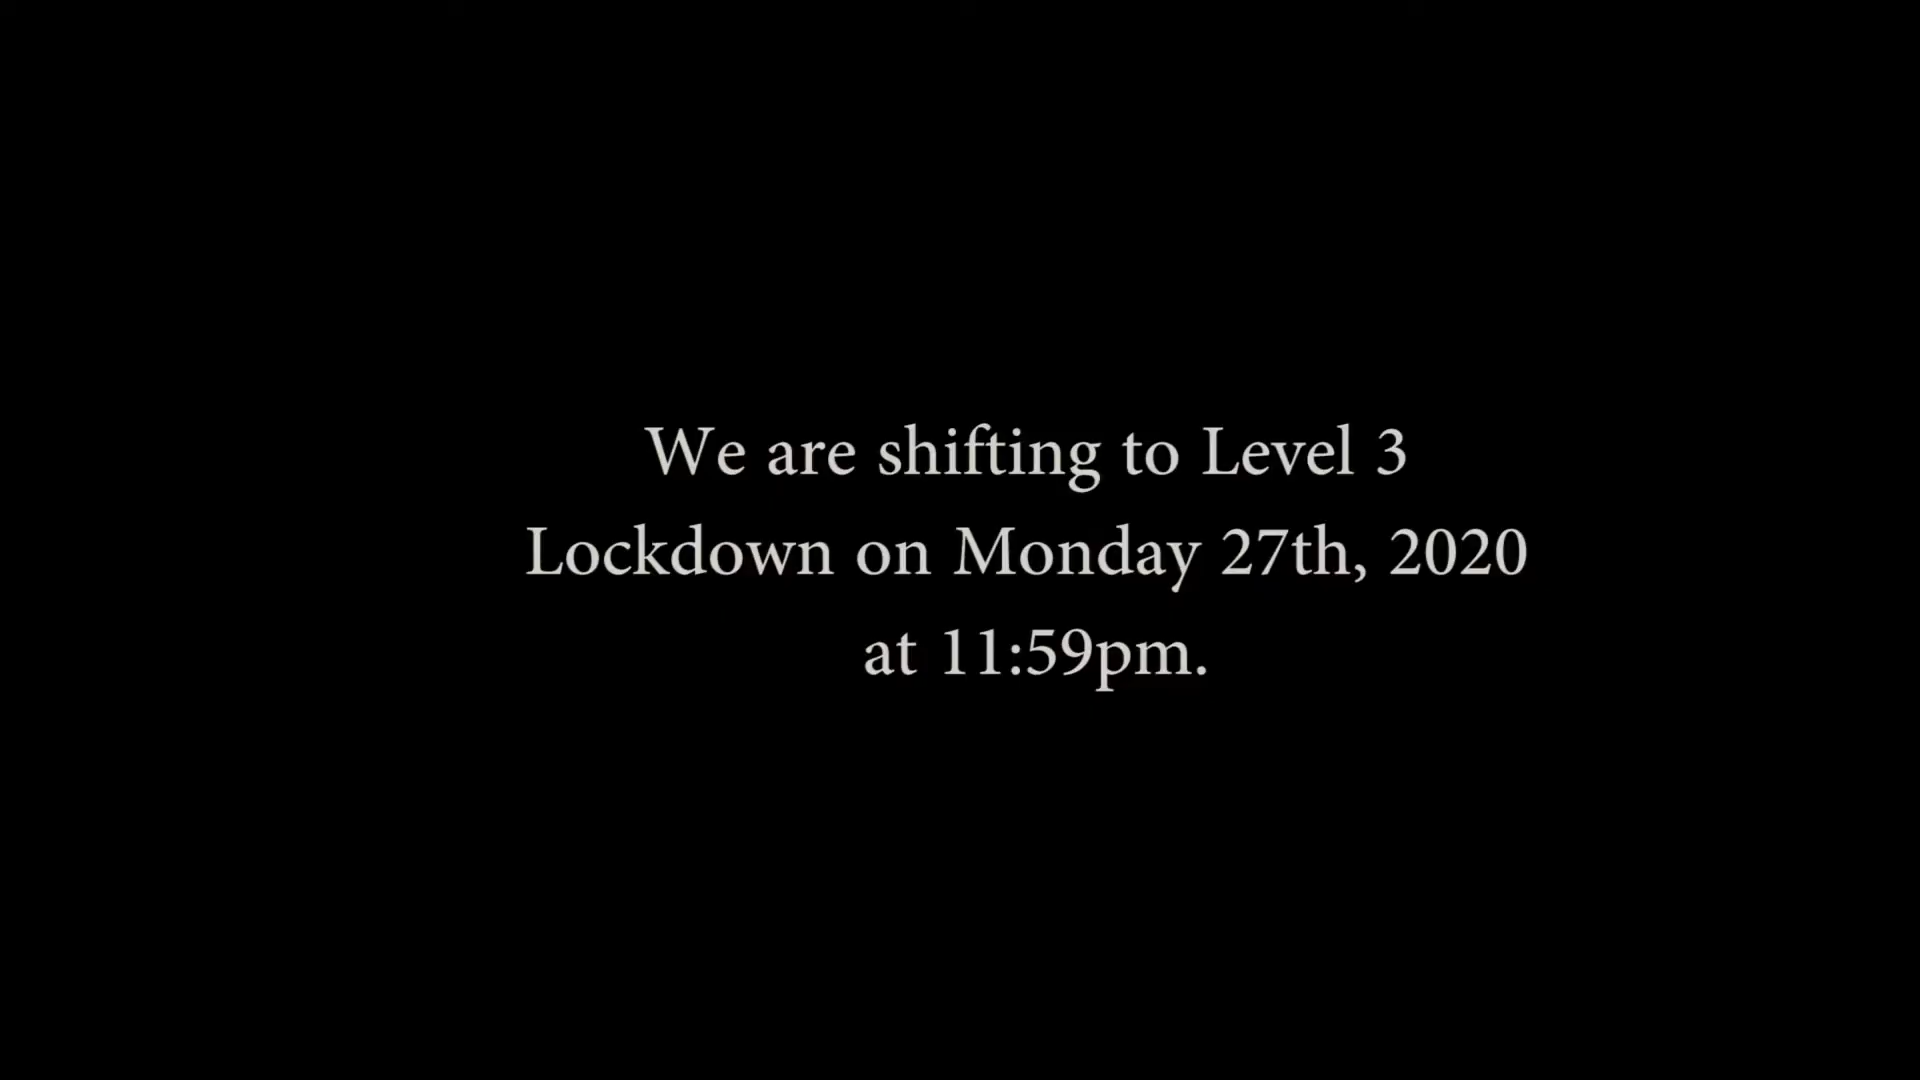 We are shifting to Level 3
Lockdown on Monday 27th, 2020
at 11:59pm.